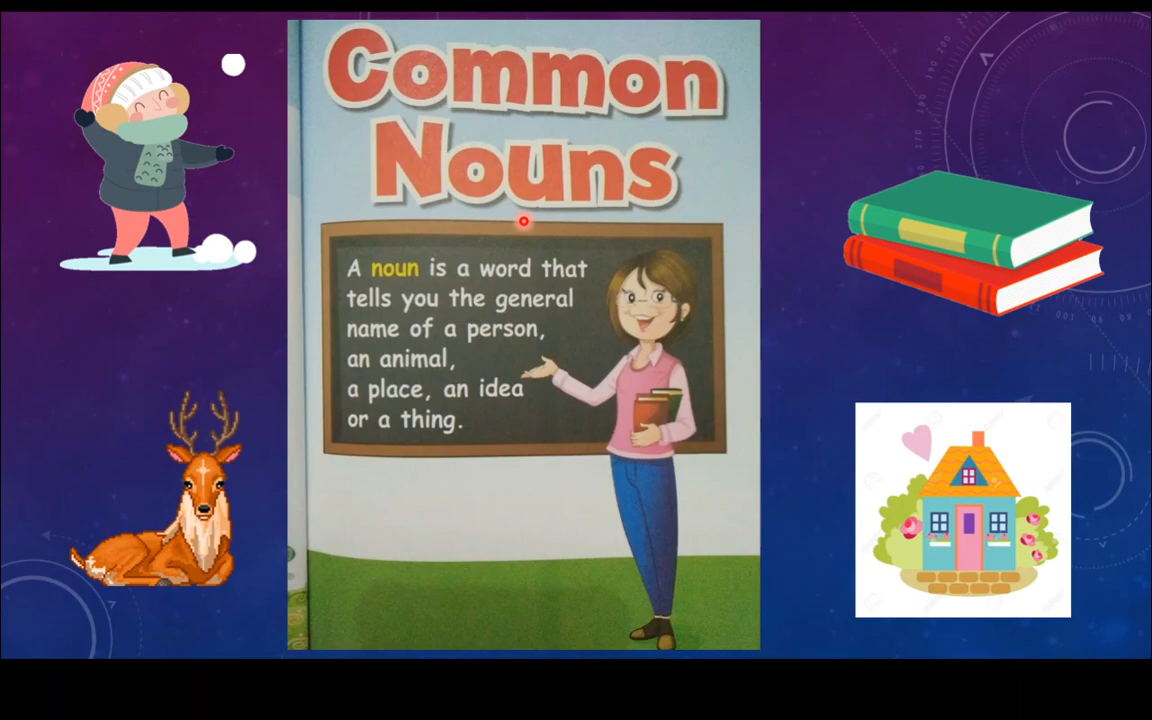 Common
Nouns
A noun is a word that
tells you the general
name of a person,
an animal,
a place, an idea
or a thing.